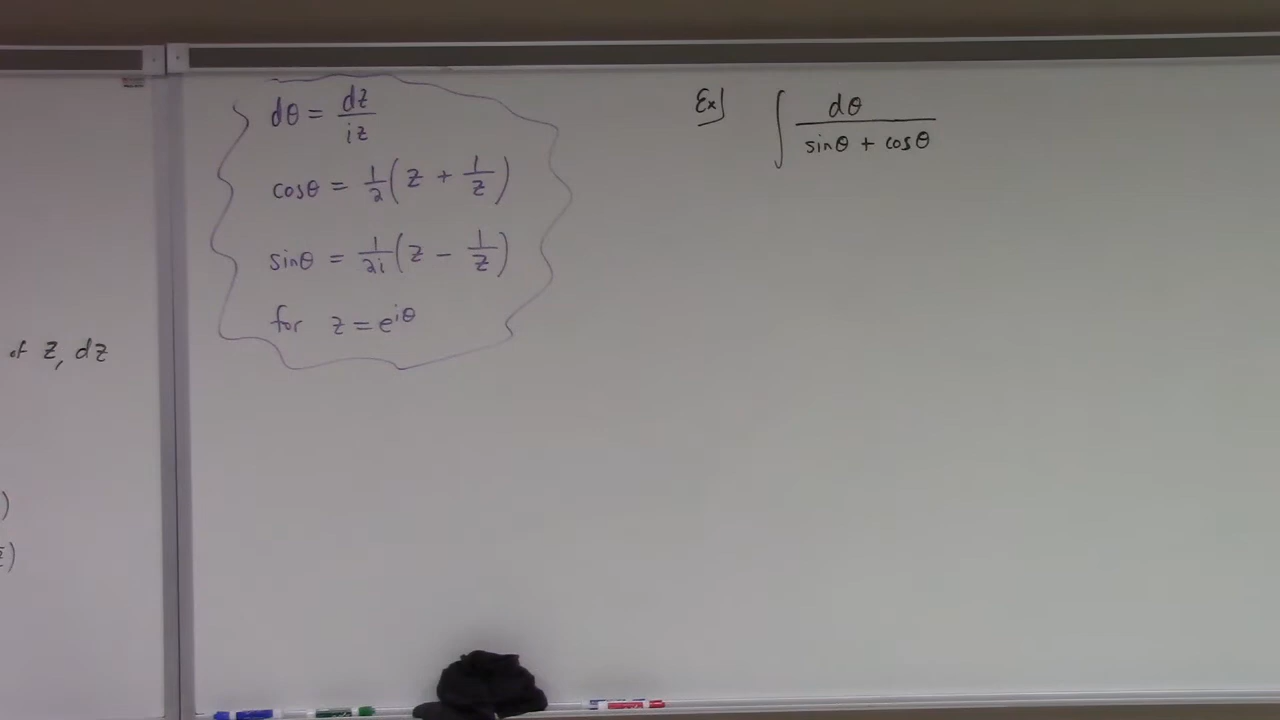 of z, dz
)
)
dθ = dz/iz
cosθ = 1/2(z + 1/z)
sinθ = 1/2i(z - 1/z)
for z = e^iθ
Ex) ∫ dθ/(sinθ + cosθ)